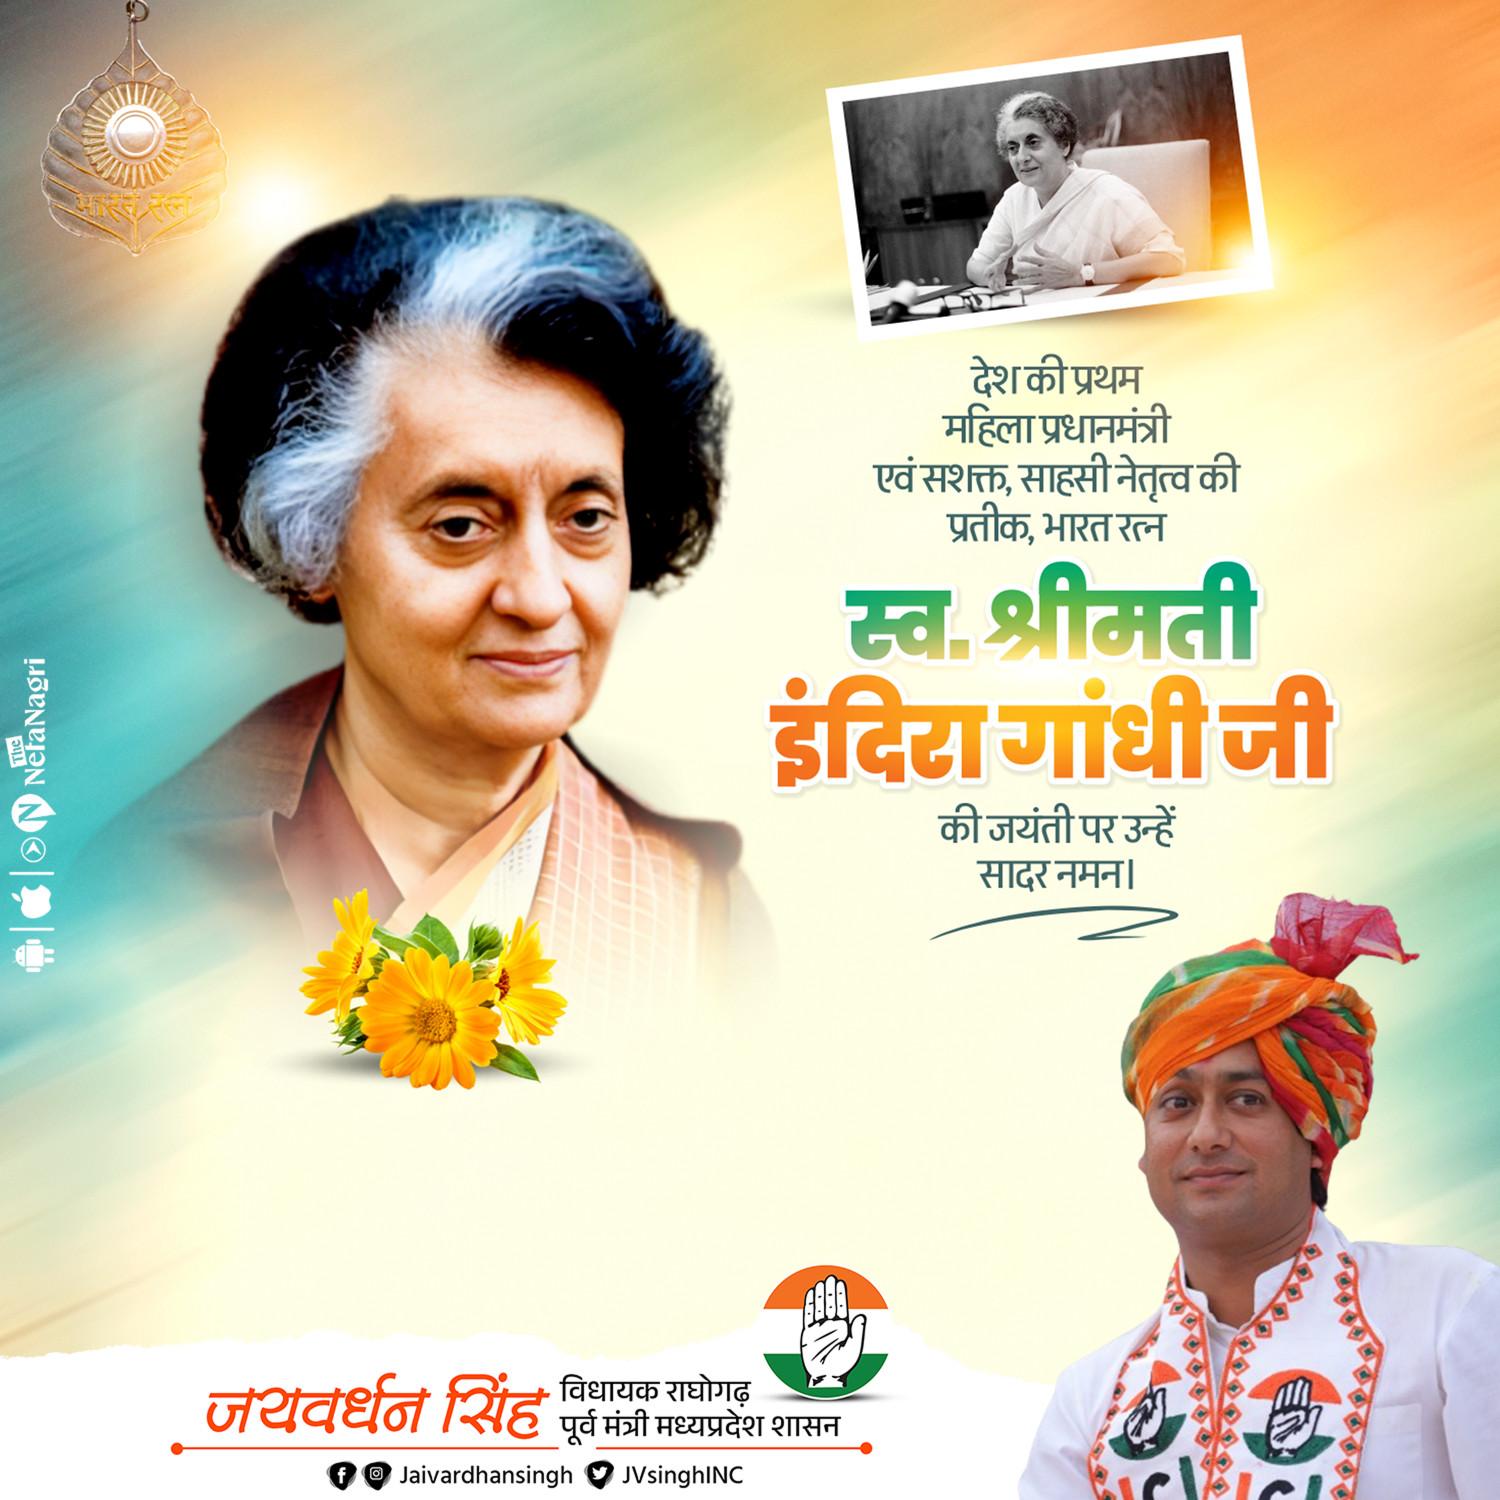 भारत रत्न
देश की प्रथम
महिला प्रधानमंत्री
एवं सशक्त, साहसी नेतृत्व की
प्रतीक, भारत रत्न
स्व. श्रीमती
इंदिरा गांधी जी
की जयंती पर उन्हें
सादर नमन।
The
NetaNagri
जयवर्धन सिंह
विधायक राघोगढ़
पूर्व मंत्री मध्यप्रदेश शासन
Jaivardhansingh JVsinghINC